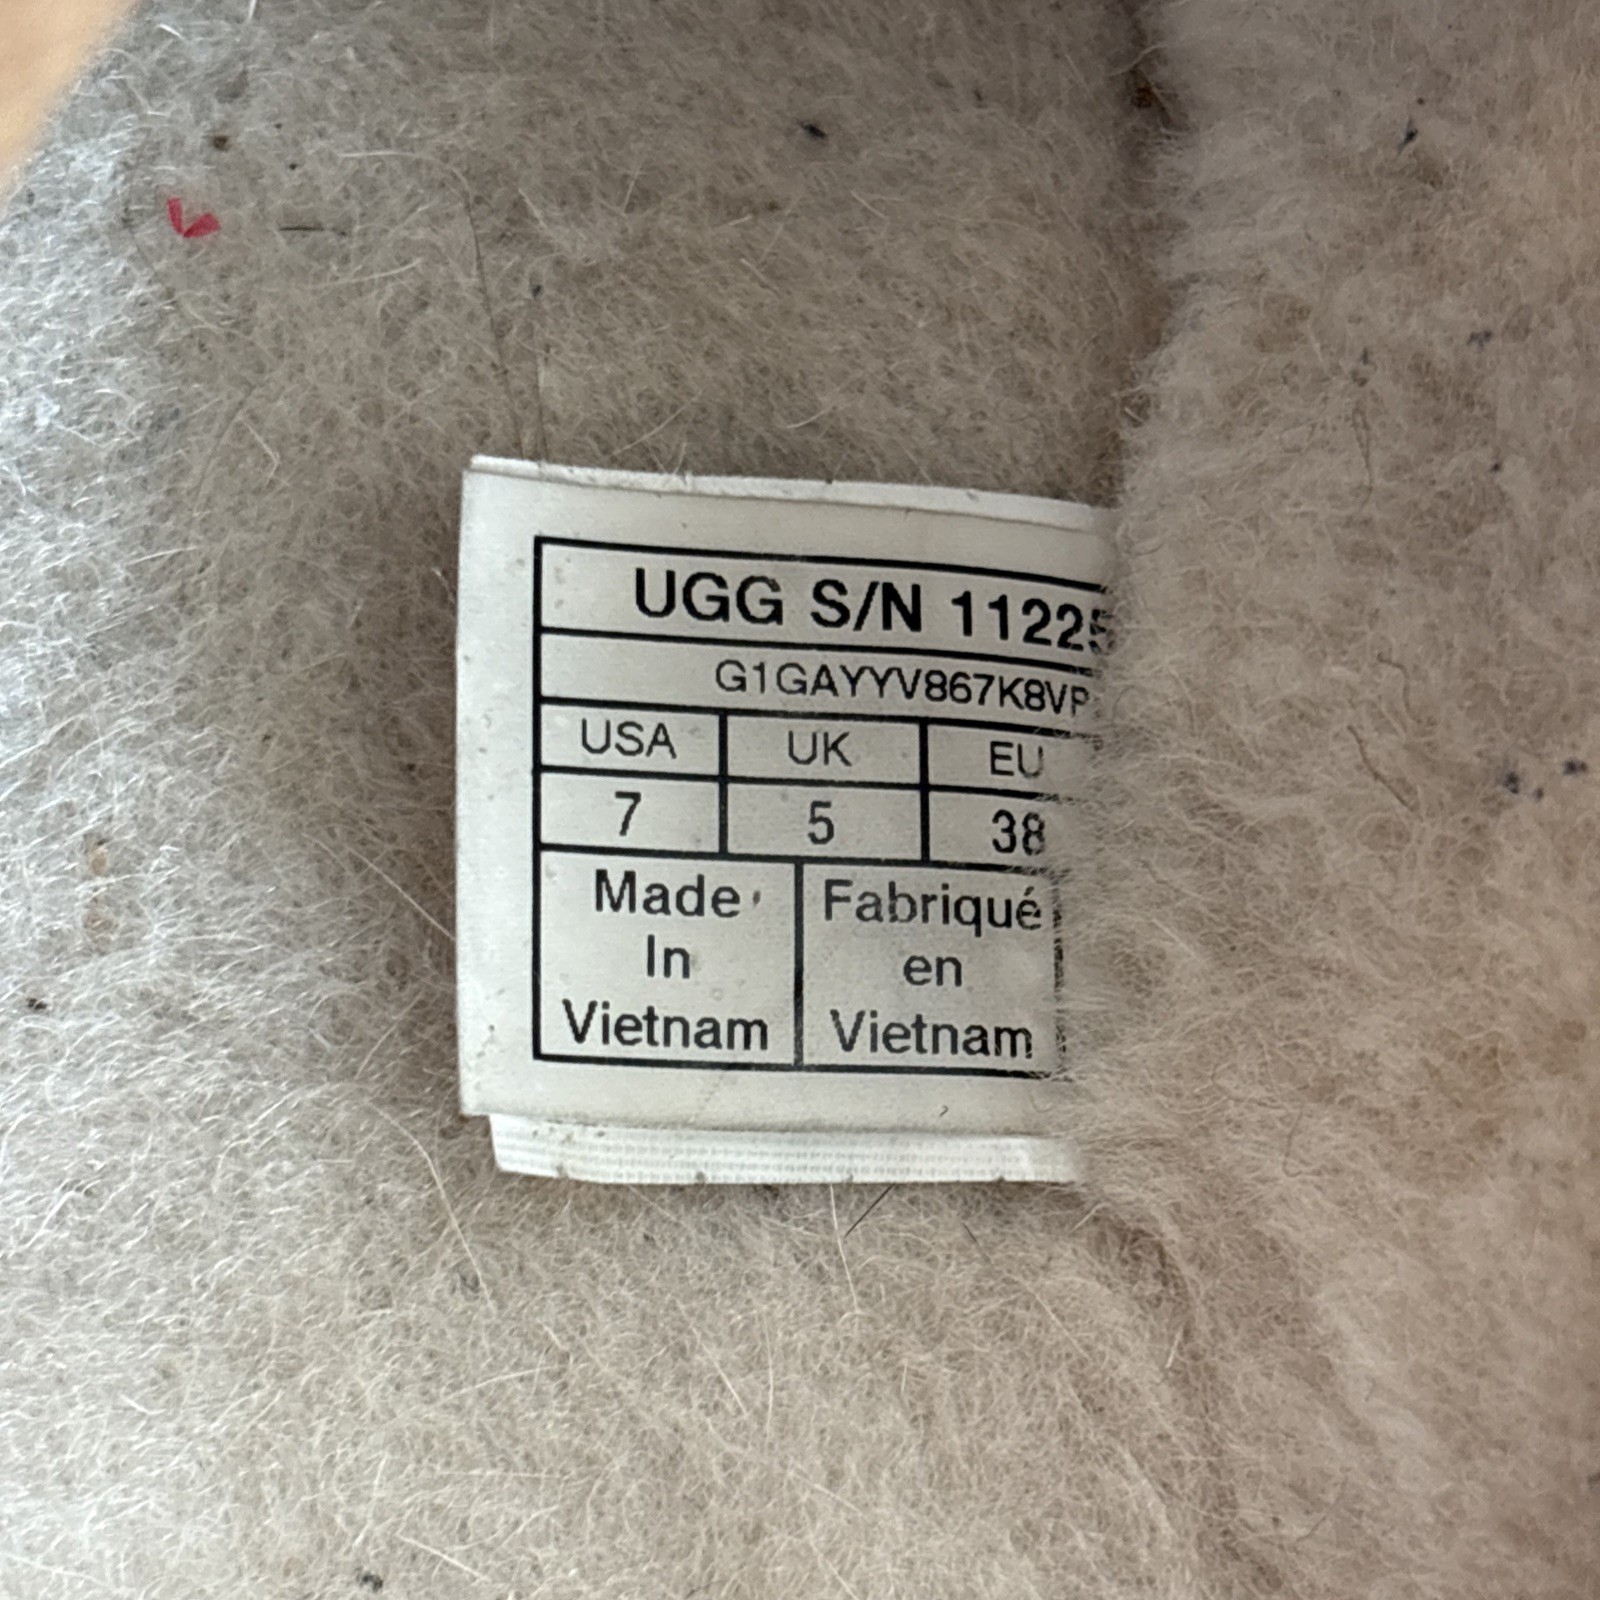 UGG S/N 11225
G1GAYYV867K8VP
USA UK EU
7 5 38
Made Fabriqué
In en
Vietnam Vietnam